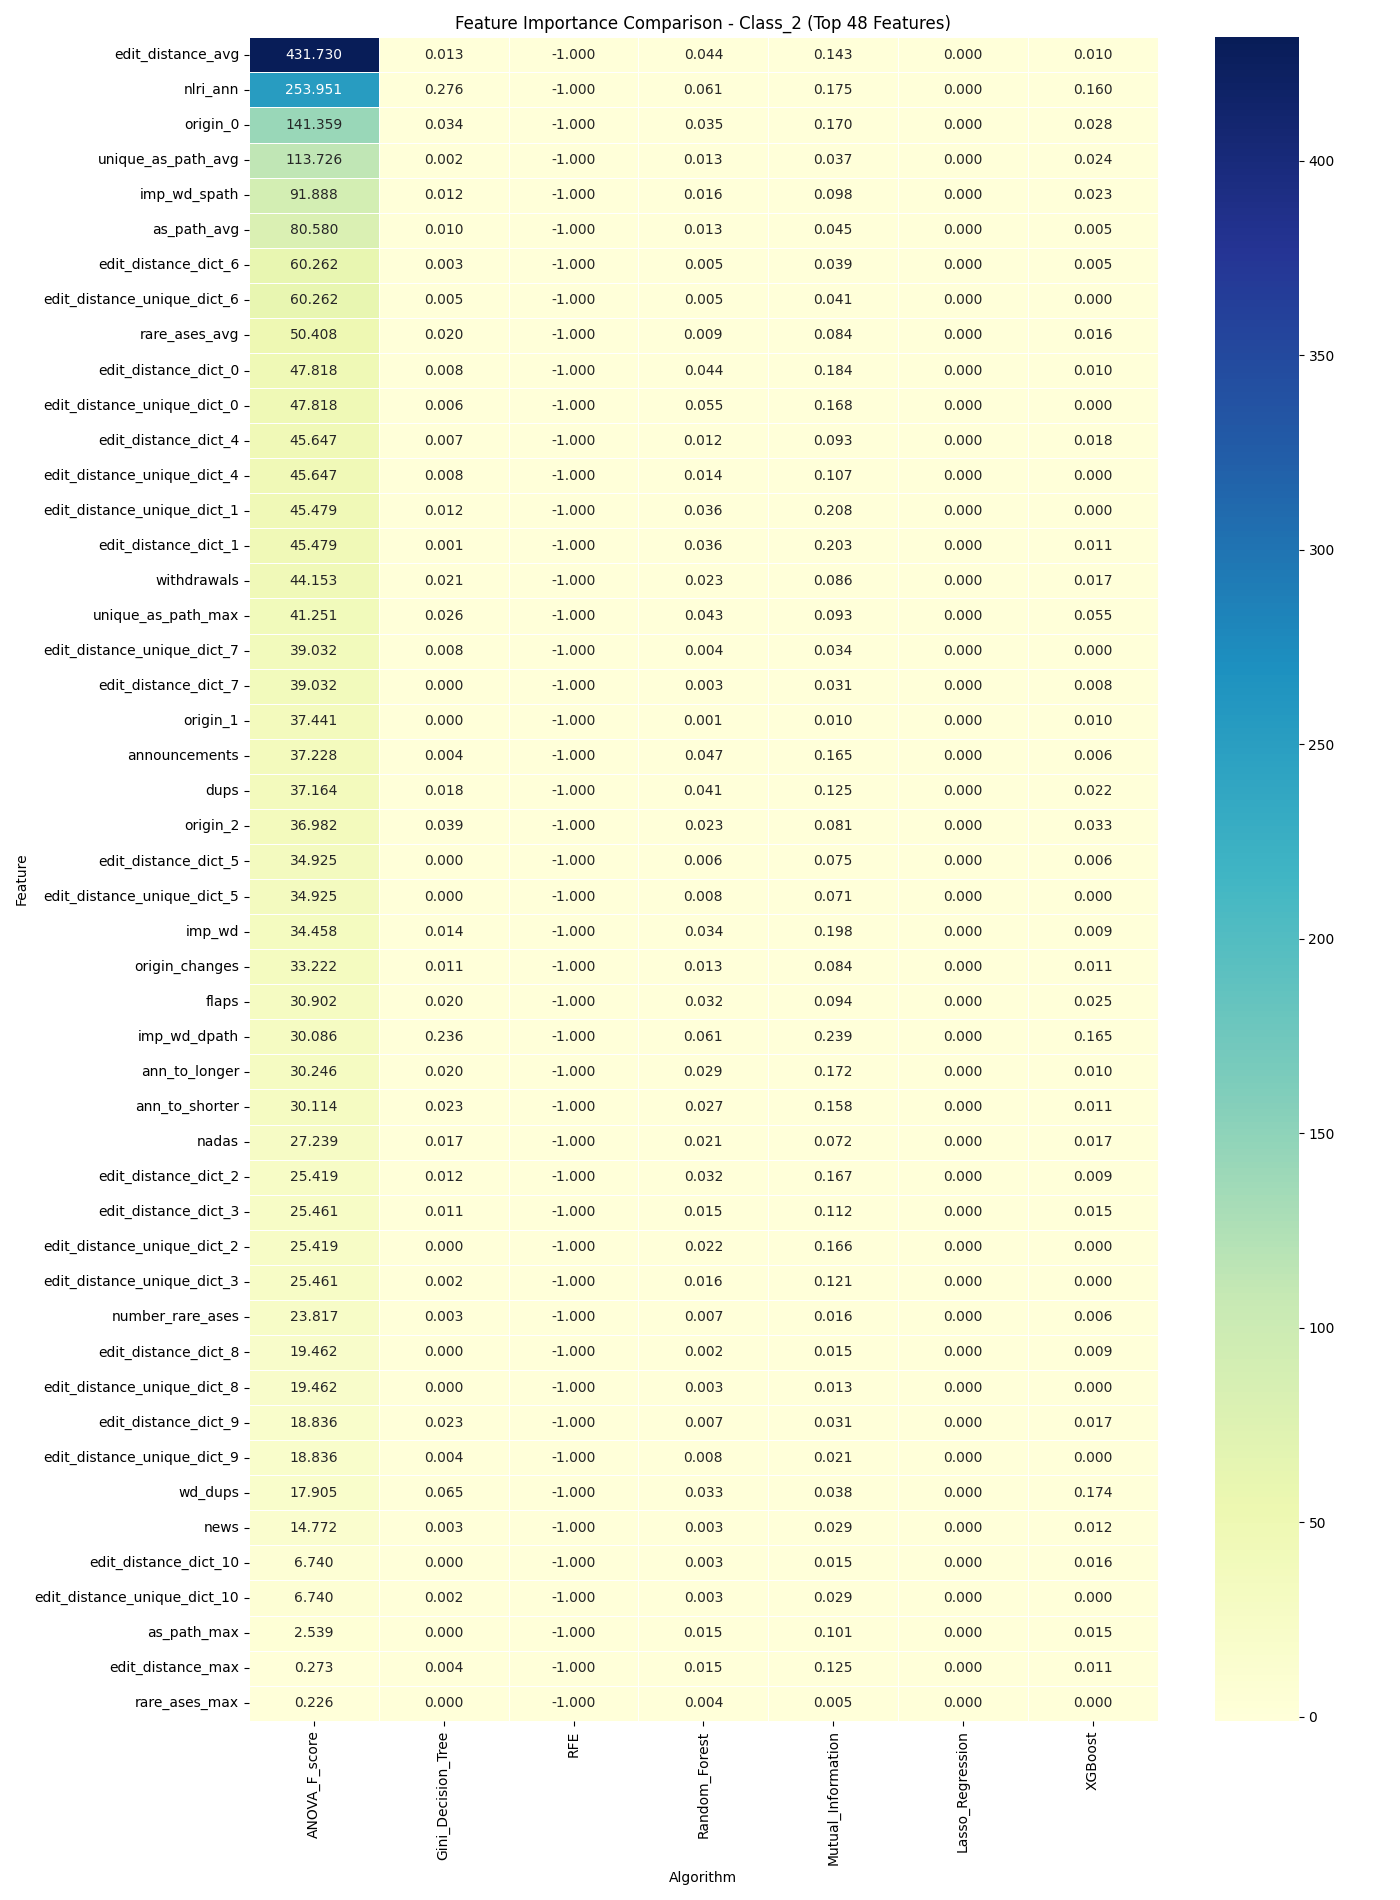 Feature Importance Comparison - Class_2 (Top 48 Features)
edit_distance_avg 431.730 0.013 -1.000 0.044 0.143 0.000 0.010
nlri_ann 253.951 0.276 -1.000 0.061 0.175 0.000 0.160
origin_0 141.359 0.034 -1.000 0.035 0.170 0.000 0.028
unique_as_path_avg 113.726 0.002 -1.000 0.013 0.037 0.000 0.024
imp_wd_spath 91.888 0.012 -1.000 0.016 0.098 0.000 0.023
as_path_avg 80.580 0.010 -1.000 0.013 0.045 0.000 0.005
edit_distance_dict_6 60.262 0.003 -1.000 0.005 0.039 0.000 0.005
edit_distance_unique_dict_6 60.262 0.005 -1.000 0.005 0.041 0.000 0.000
rare_ases_avg 50.408 0.020 -1.000 0.009 0.084 0.000 0.016
edit_distance_dict_0 47.818 0.008 -1.000 0.044 0.184 0.000 0.010
edit_distance_unique_dict_0 47.818 0.006 -1.000 0.055 0.168 0.000 0.000
edit_distance_dict_4 45.647 0.007 -1.000 0.012 0.093 0.000 0.018
edit_distance_unique_dict_4 45.647 0.008 -1.000 0.014 0.107 0.000 0.000
edit_distance_unique_dict_1 45.479 0.012 -1.000 0.036 0.208 0.000 0.000
edit_distance_dict_1 45.479 0.001 -1.000 0.036 0.203 0.000 0.011
withdrawals 44.153 0.021 -1.000 0.023 0.086 0.000 0.017
unique_as_path_max 41.251 0.026 -1.000 0.043 0.093 0.000 0.055
edit_distance_unique_dict_7 39.032 0.008 -1.000 0.004 0.034 0.000 0.000
edit_distance_dict_7 39.032 0.000 -1.000 0.003 0.031 0.000 0.008
origin_1 37.441 0.000 -1.000 0.001 0.010 0.000 0.010
announcements 37.228 0.004 -1.000 0.047 0.165 0.000 0.006
dups 37.164 0.018 -1.000 0.041 0.125 0.000 0.022
origin_2 36.982 0.039 -1.000 0.023 0.081 0.000 0.033
edit_distance_dict_5 34.925 0.000 -1.000 0.006 0.075 0.000 0.006
edit_distance_unique_dict_5 34.925 0.000 -1.000 0.008 0.071 0.000 0.000
imp_wd 34.458 0.014 -1.000 0.034 0.198 0.000 0.009
origin_changes 33.222 0.011 -1.000 0.013 0.084 0.000 0.011
flaps 30.902 0.020 -1.000 0.032 0.094 0.000 0.025
imp_wd_dpath 30.086 0.236 -1.000 0.061 0.239 0.000 0.165
ann_to_longer 30.246 0.020 -1.000 0.029 0.172 0.000 0.010
ann_to_shorter 30.114 0.023 -1.000 0.027 0.158 0.000 0.011
nadas 27.239 0.017 -1.000 0.021 0.072 0.000 0.017
edit_distance_dict_2 25.419 0.012 -1.000 0.032 0.167 0.000 0.009
edit_distance_dict_3 25.461 0.011 -1.000 0.015 0.112 0.000 0.015
edit_distance_unique_dict_2 25.419 0.000 -1.000 0.022 0.166 0.000 0.000
edit_distance_unique_dict_3 25.461 0.002 -1.000 0.016 0.121 0.000 0.000
number_rare_ases 23.817 0.003 -1.000 0.007 0.016 0.000 0.006
edit_distance_dict_8 19.462 0.000 -1.000 0.002 0.015 0.000 0.009
edit_distance_unique_dict_8 19.462 0.000 -1.000 0.003 0.013 0.000 0.000
edit_distance_dict_9 18.836 0.023 -1.000 0.007 0.031 0.000 0.017
edit_distance_unique_dict_9 18.836 0.004 -1.000 0.008 0.021 0.000 0.000
wd_dups 17.905 0.065 -1.000 0.033 0.038 0.000 0.174
news 14.772 0.003 -1.000 0.003 0.029 0.000 0.012
edit_distance_dict_10 6.740 0.000 -1.000 0.003 0.015 0.000 0.016
edit_distance_unique_dict_10 6.740 0.002 -1.000 0.003 0.029 0.000 0.000
as_path_max 2.539 0.000 -1.000 0.015 0.101 0.000 0.015
edit_distance_max 0.273 0.004 -1.000 0.015 0.125 0.000 0.011
rare_ases_max 0.226 0.000 -1.000 0.004 0.005 0.000 0.000
Feature
ANOVA_F_score
Gini_Decision_Tree
RFE
Random_Forest
Mutual_Information
Lasso_Regression
XGBoost
Algorithm
400
350
300
250
200
150
100
50
0